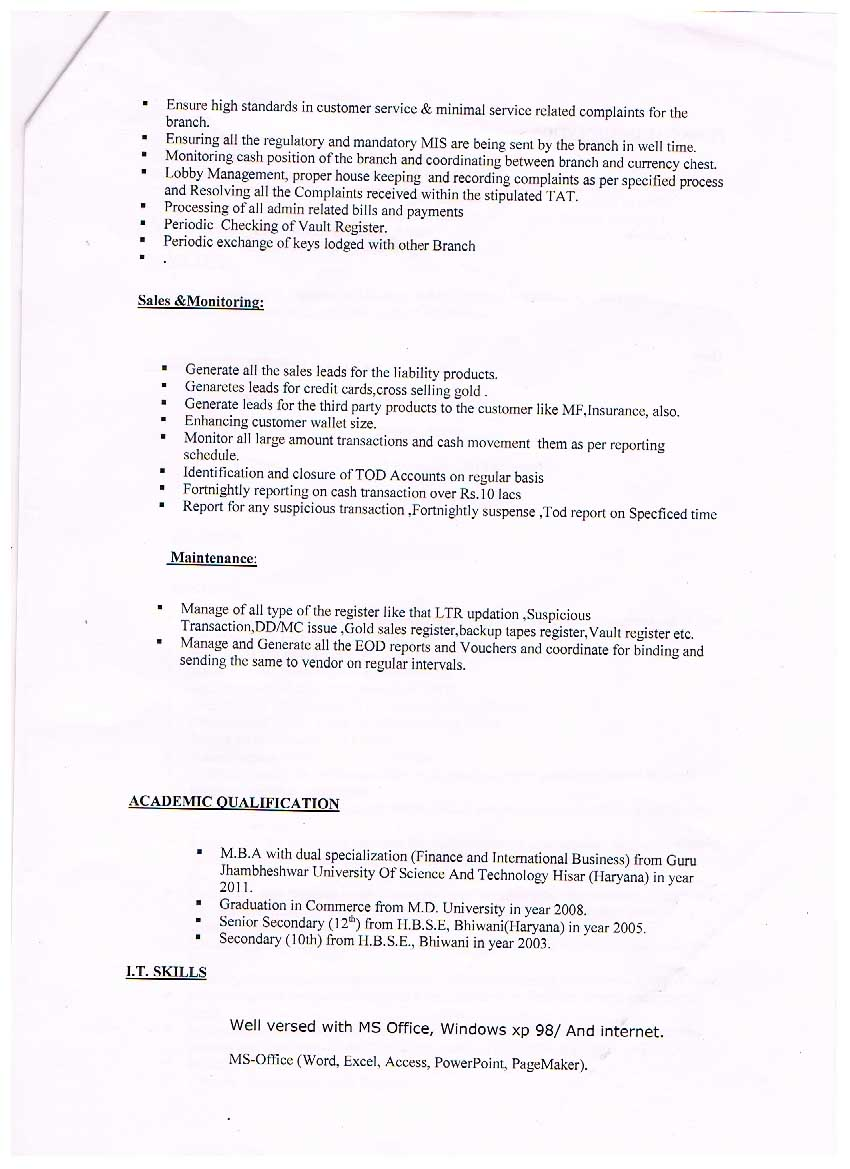 ▪ Ensure high standards in customer service & minimal service related complaints for the
branch.
▪ Ensuring all the regulatory and mandatory MIS are being sent by the branch in well time.
▪ Monitoring cash position of the branch and coordinating between branch and currency chest.
▪ Lobby Management, proper house keeping and recording complaints as per specified process
and Resolving all the Complaints received within the stipulated TAT.
▪ Processing of all admin related bills and payments
▪ Periodic Checking of Vault Register.
▪ Periodic exchange of keys lodged with other Branch
▪ .
Sales &Monitoring:
▪ Generate all the sales leads for the liability products.
▪ Genaretes leads for credit cards,cross selling gold .
▪ Generate leads for the third party products to the customer like MF,Insurance, also.
▪ Enhancing customer wallet size.
▪ Monitor all large amount transactions and cash movement them as per reporting
schedule.
▪ Identification and closure of TOD Accounts on regular basis
▪ Fortnightly reporting on cash transaction over Rs.10 lacs
▪ Report for any suspicious transaction ,Fortnightly suspense ,Tod report on Specficed time
Maintenance:
▪ Manage of all type of the register like that LTR updation ,Suspicious
Transaction,DD/MC issue ,Gold sales register,backup tapes register,Vault register etc.
▪ Manage and Generate all the EOD reports and Vouchers and coordinate for binding and
sending the same to vendor on regular intervals.
ACADEMIC QUALIFICATION
▪ M.B.A with dual specialization (Finance and International Business) from Guru
Jhambheshwar University Of Science And Technology Hisar (Haryana) in year
2011.
▪ Graduation in Commerce from M.D. University in year 2008.
▪ Senior Secondary (12th) from H.B.S.E, Bhiwani(Haryana) in year 2005.
▪ Secondary (10th) from H.B.S.E., Bhiwani in year 2003.
I.T. SKILLS
Well versed with MS Office, Windows xp 98/ And internet.
MS-Office (Word, Excel, Access, PowerPoint, PageMaker).